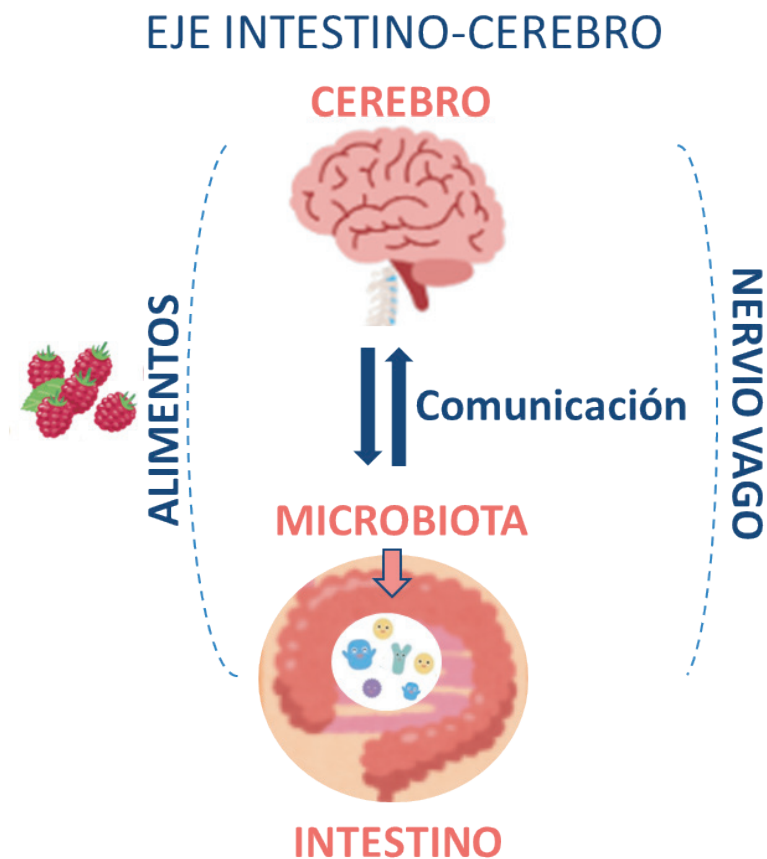 EJE INTESTINO-CEREBRO
CEREBRO
ALIMENTOS
NERVIO VAGO
Comunicación
MICROBIOTA
INTESTINO